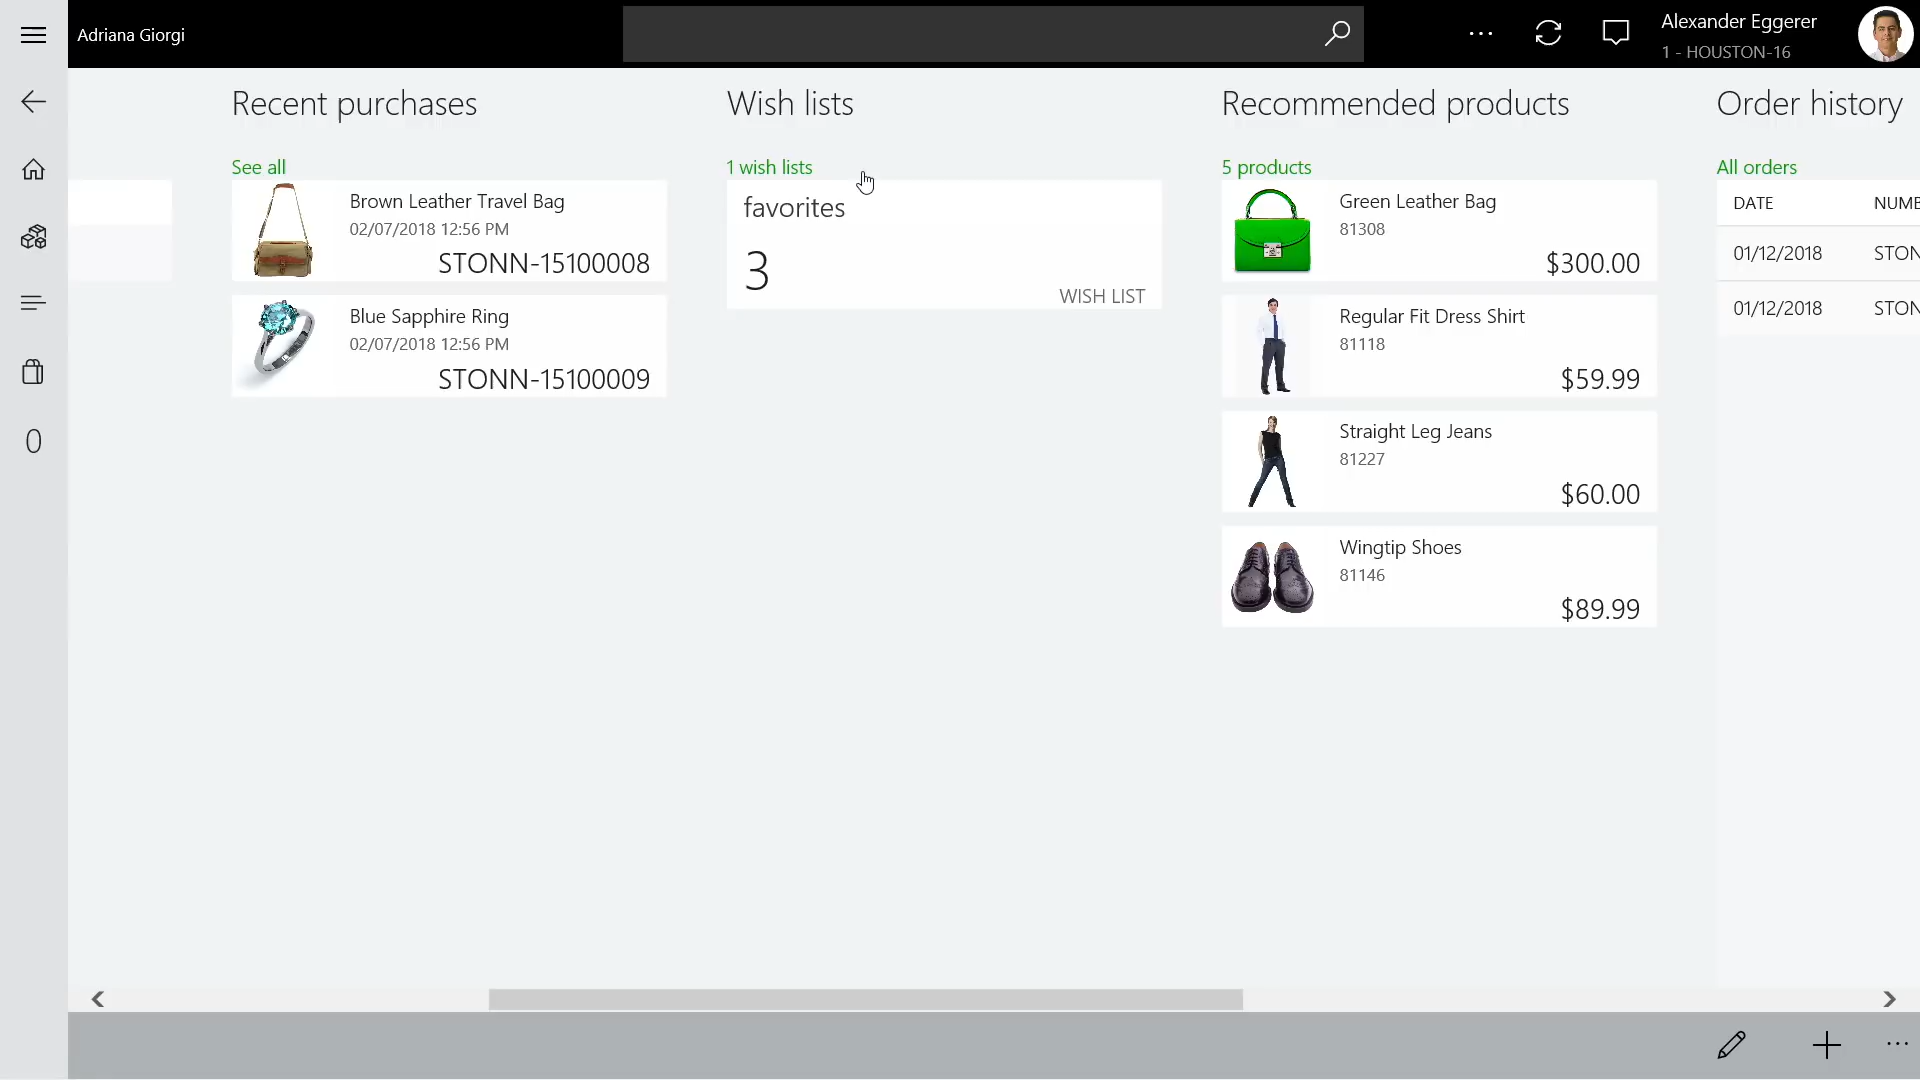 Adriana Giorgi
Alexander Eggerer
1 - HOUSTON-16
Recent purchases
See all
Brown Leather Travel Bag
02/07/2018 12:56 PM
STONN-15100008
Blue Sapphire Ring
02/07/2018 12:56 PM
STONN-15100009
Wish lists
1 wish lists
favorites
3
WISH LIST
Recommended products
5 products
Green Leather Bag
81308
$300.00
Regular Fit Dress Shirt
81118
$59.99
Straight Leg Jeans
81227
$60.00
Wingtip Shoes
81146
$89.99
Order history
All orders
DATE NUMB
01/12/2018 STON
01/12/2018 STON
0